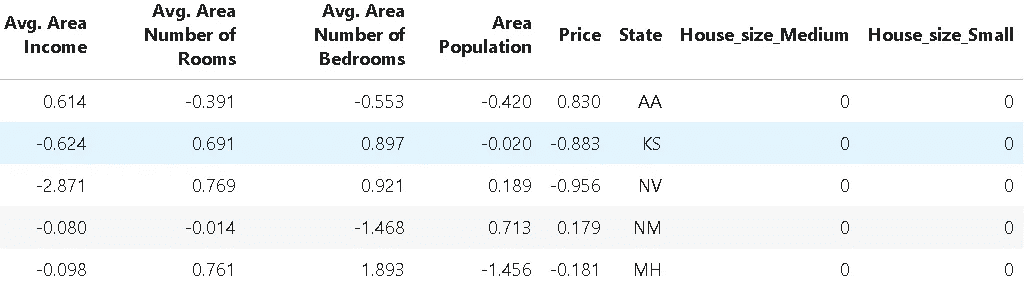 Avg. Area Income Avg. Area Number of Rooms Avg. Area Number of Bedrooms Area Population Price State House_size_Medium House_size_Small
0.614 -0.391 -0.553 -0.420 0.830 AA 0 0
-0.624 0.691 0.897 -0.020 -0.883 KS 0 0
-2.871 0.769 0.921 0.189 -0.956 NV 0 0
-0.080 -0.014 -1.468 0.713 0.179 NM 0 0
-0.098 0.761 1.893 -1.456 -0.181 MH 0 0